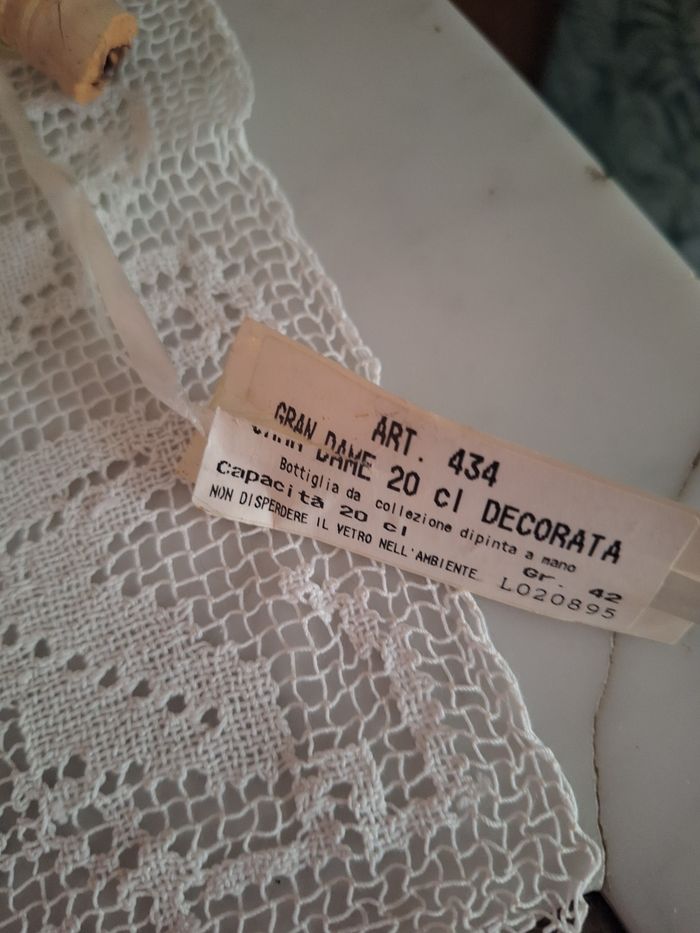 ART. 434
GRAN DAME 20 cl DECORATA
Bottiglia da collezione dipinta a mano
Capacità 20 cl Gr. 42
NON DISPERDERE IL VETRO NELL'AMBIENTE L020895